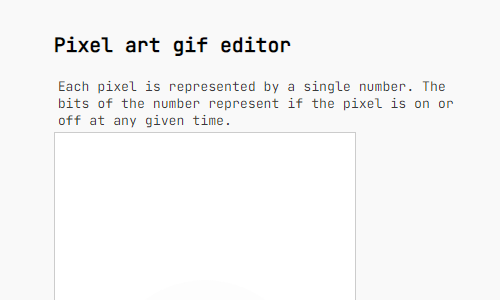 Pixel art gif editor
Each pixel is represented by a single number. The
bits of the number represent if the pixel is on or
off at any given time.